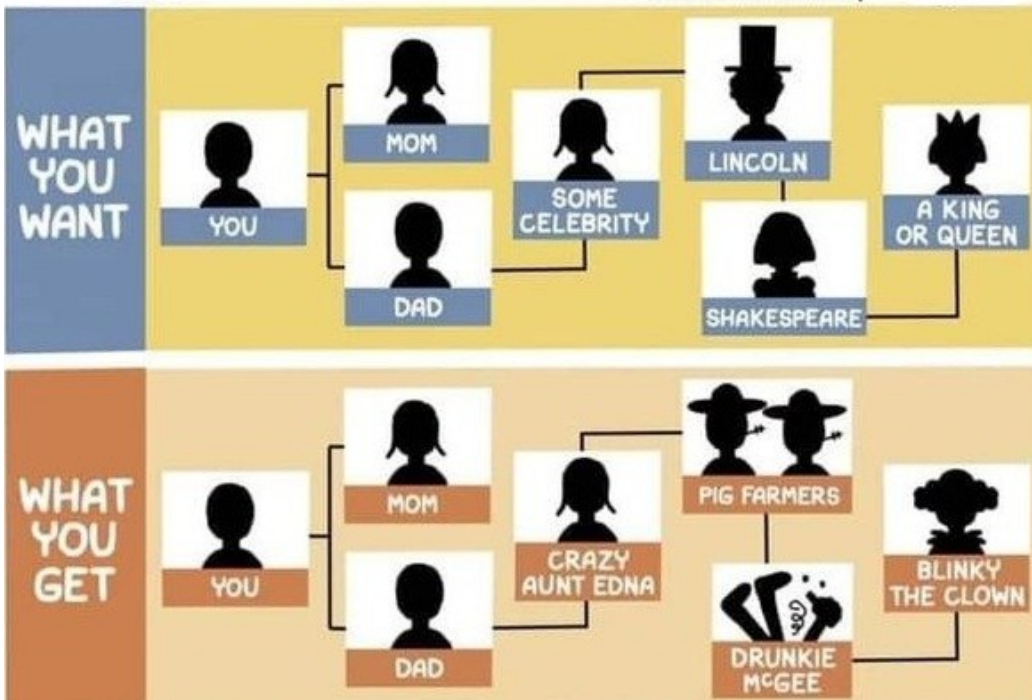 WHAT
YOU
WANT
YOU
MOM
DAD
SOME
CELEBRITY
LINCOLN
SHAKESPEARE
A KING
OR QUEEN
WHAT
YOU
GET
YOU
MOM
DAD
CRAZY
AUNT EDNA
PIG FARMERS
DRUNKIE
McGEE
BLINKY
THE CLOWN